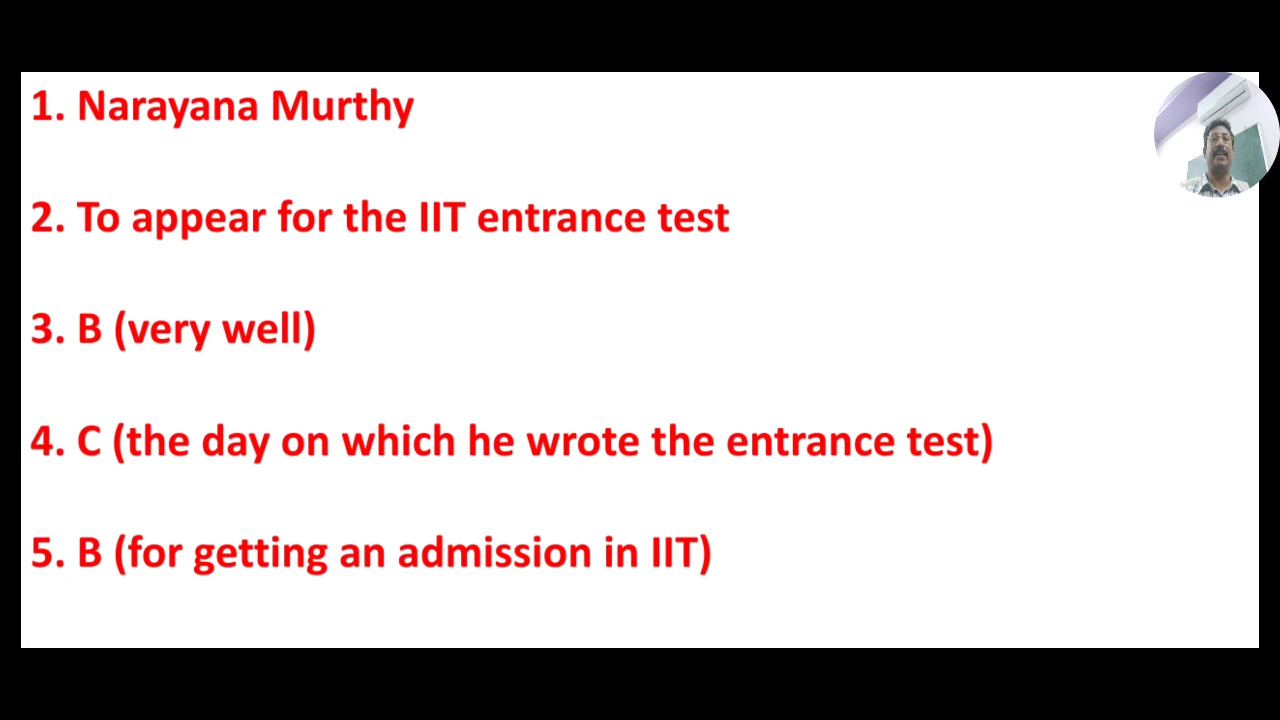 1. Narayana Murthy
2. To appear for the IIT entrance test
3. B (very well)
4. C (the day on which he wrote the entrance test)
5. B (for getting an admission in IIT)